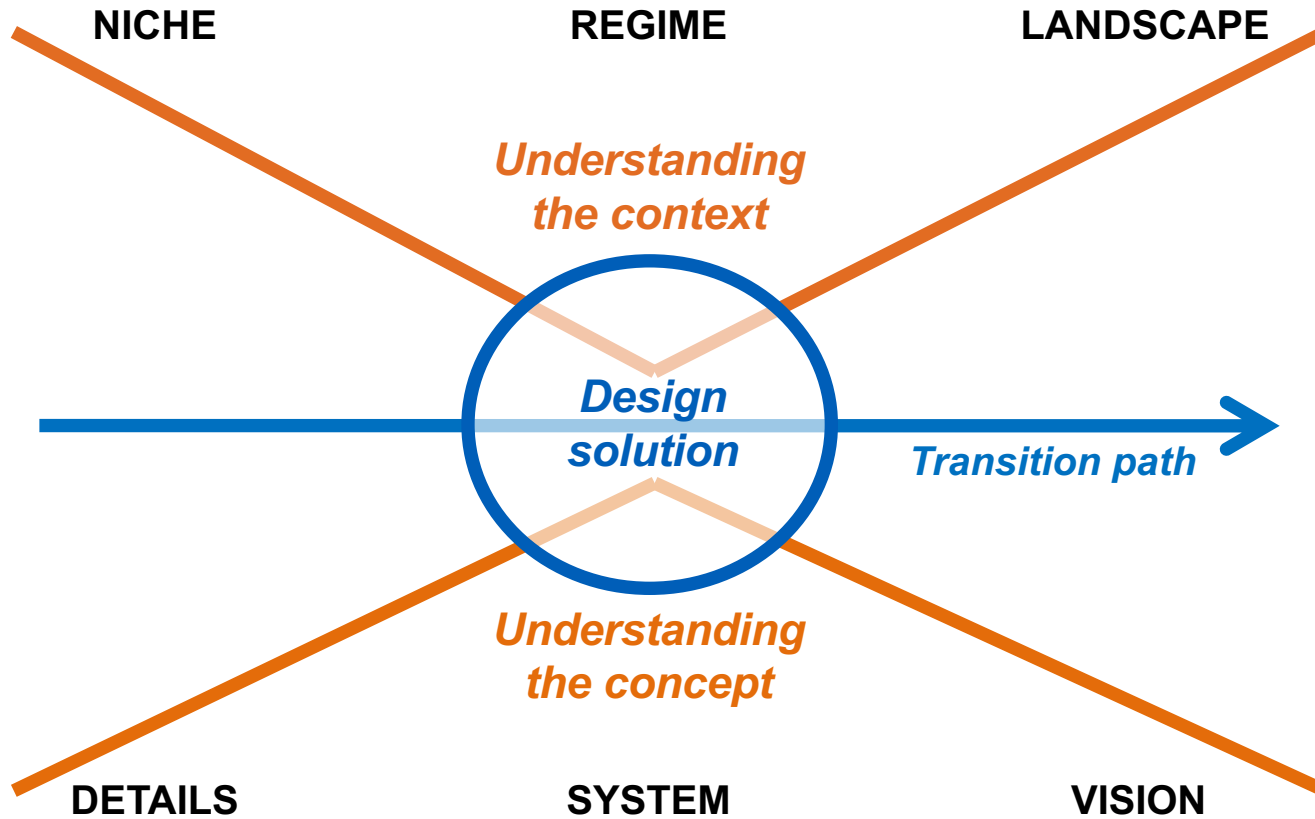 NICHE REGIME LANDSCAPE
Understanding
the context
Design
solution
Transition path
Understanding
the concept
DETAILS SYSTEM VISION